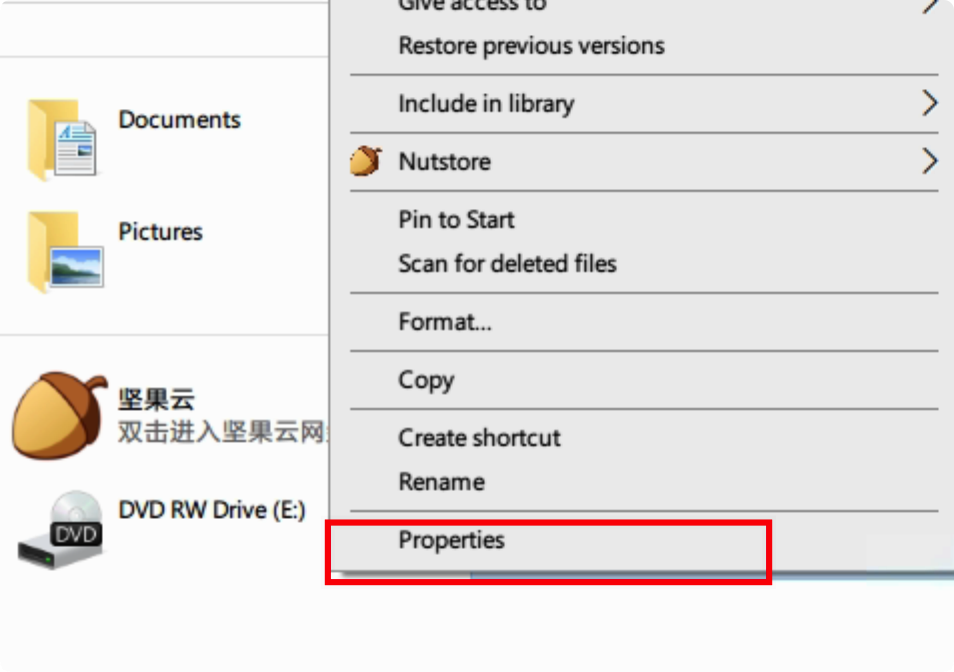 Documents
Pictures
坚果云
双击进入坚果云网
DVD RW Drive (E:)
DVD
Give access to
Restore previous versions
Include in library
Nutstore
Pin to Start
Scan for deleted files
Format...
Copy
Create shortcut
Rename
Properties